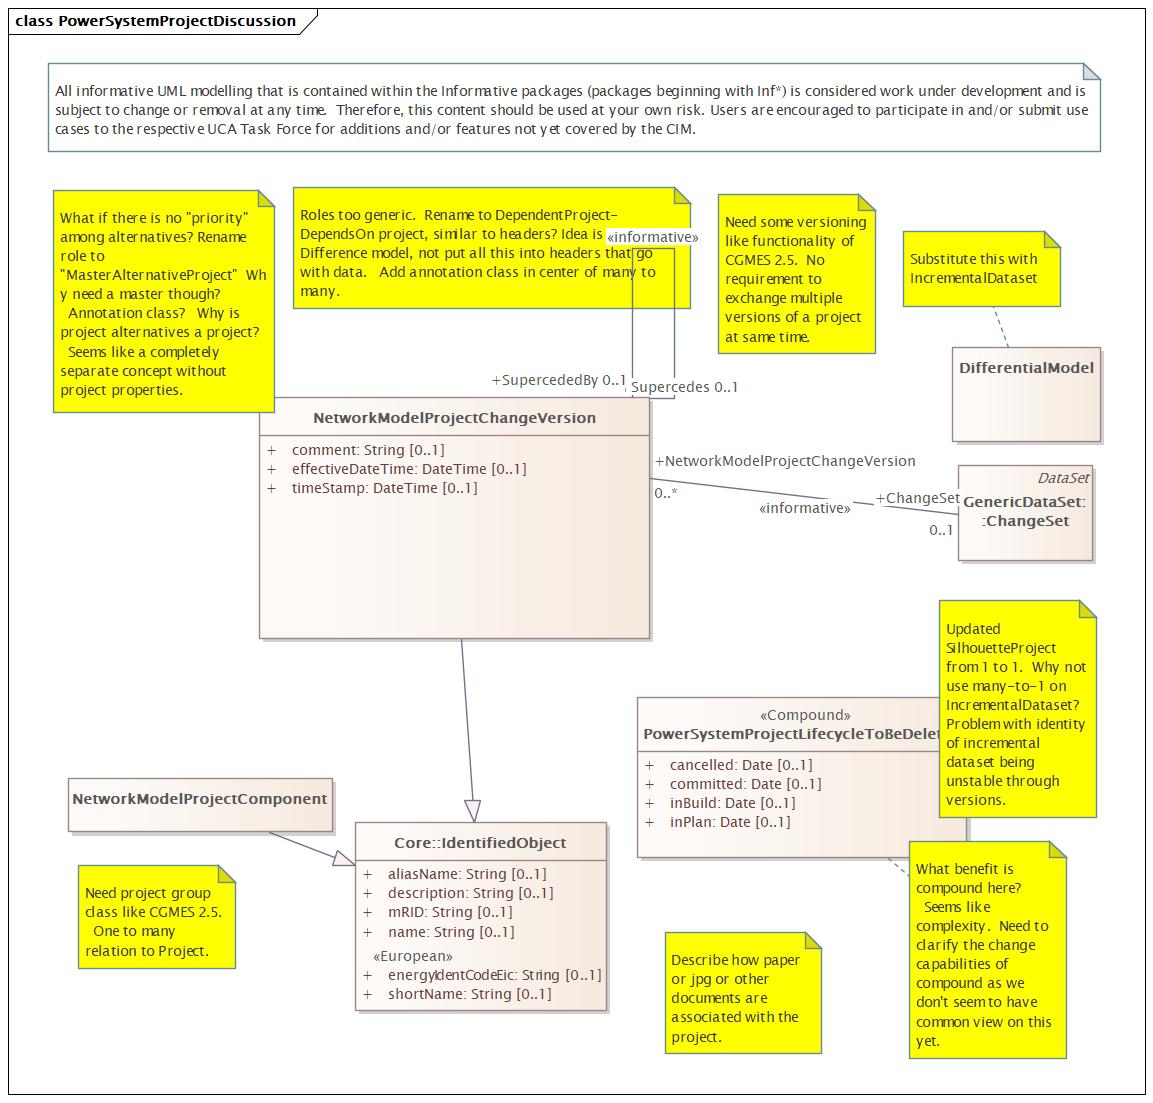 class PowerSystemProjectDiscussion
All informative UML modelling that is contained within the Informative packages (packages beginning with Inf*) is considered work under development and is
subject to change or removal at any time.  Therefore, this content should be used at your own risk. Users are encouraged to participate in and/or submit use
cases to the respective UCA Task Force for additions and/or features not yet covered by the CIM.
What if there is no "priority"
among alternatives? Rename
role to
"MasterAlternativeProject"  Wh
y need a master though?
Annotation class?   Why is
project alternatives a project?
Seems like a completely
separate concept without
project properties.
Roles too generic.  Rename to DependentProject-
DependsOn project, similar to headers? Idea is
Difference model, not put all this into headers that go
with data.   Add annotation class in center of many to
many.
«informative»
Need some versioning
like functionality of
CGMES 2.5.  No
requirement to
exchange multiple
versions of a project
at same time.
Substitute this with
IncrementalDataset
DifferentialModel
+SupercededBy 0..1
Supercedes 0..1
NetworkModelProjectChangeVersion
+ comment: String [0..1]
+ effectiveDateTime: DateTime [0..1]
+ timeStamp: DateTime [0..1]
+NetworkModelProjectChangeVersion
0..*
«informative»
+ChangeSet
0..1
DataSet
GenericDataSet:
:ChangeSet
Updated
SilhouetteProject
from 1 to 1.  Why not
use many-to-1 on
IncrementalDataset?
Problem with identity
of incremental
dataset being
unstable through
versions.
«Compound»
PowerSystemProjectLifecycleToBeDelet
+ cancelled: Date [0..1]
+ committed: Date [0..1]
+ inBuild: Date [0..1]
+ inPlan: Date [0..1]
NetworkModelProjectComponent
Core::IdentifiedObject
+ aliasName: String [0..1]
+ description: String [0..1]
+ mRID: String [0..1]
+ name: String [0..1]
«European»
+ energyIdentCodeEic: String [0..1]
+ shortName: String [0..1]
Need project group
class like CGMES 2.5.
One to many
relation to Project.
Describe how paper
or jpg or other
documents are
associated with the
project.
What benefit is
compound here?
Seems like
complexity.  Need to
clarify the change
capabilities of
compound as we
don't seem to have
common view on this
yet.